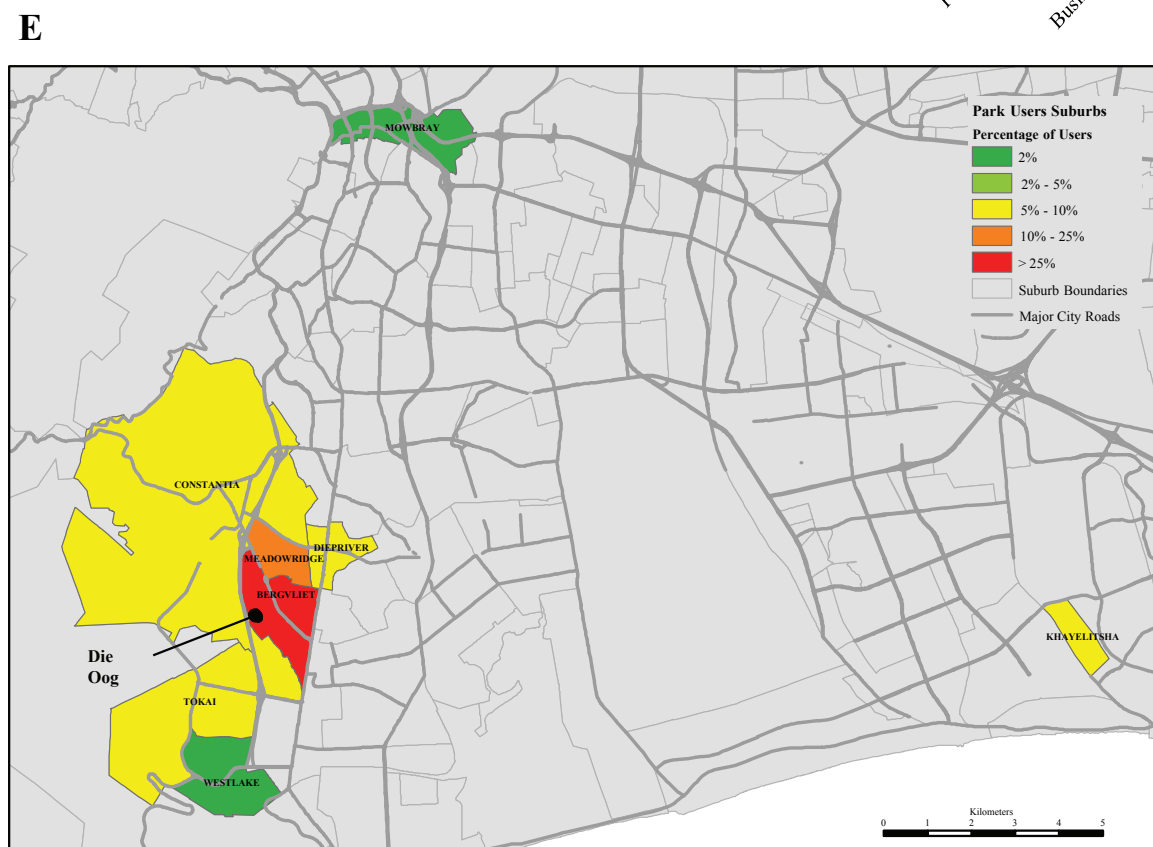 E
MOWBRAY
Park Users Suburbs
Percentage of Users
2%
2% - 5%
5% - 10%
10% - 25%
> 25%
Suburb Boundaries
Major City Roads
CONSTANTIA
DIEPRIVER
MEADOWRIDGE
BERGVLIET
KHAYELITSHA
Die
Oog
TOKAI
WESTLAKE
Kilometers
0 1 2 3 4 5